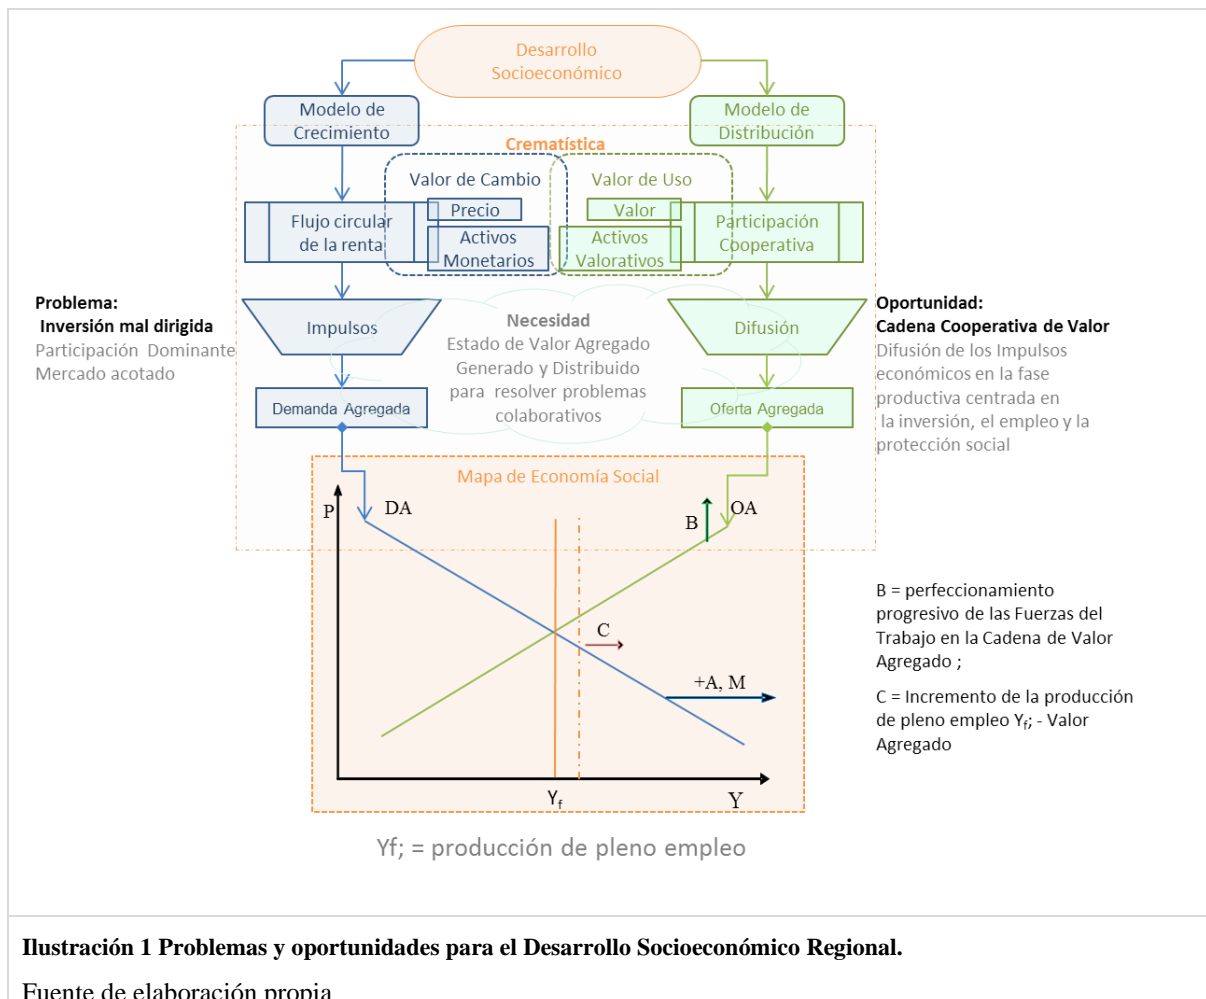 Desarrollo
Socioeconómico
Modelo de
Crecimiento
Modelo de
Distribución
Crematística
Valor de Cambio
Valor de Uso
Precio
Valor
Flujo circular
de la renta
Activos
Monetarios
Activos
Valorativos
Participación
Cooperativa
Problema:
Inversión mal dirigida
Participación Dominante
Mercado acotado
Impulsos
Necesidad
Estado de Valor Agregado
Generado y Distribuido
para resolver problemas
colaborativos
Difusión
Oportunidad:
Cadena Cooperativa de Valor
Difusión de los Impulsos
económicos en la fase
productiva centrada en
la inversión, el empleo y la
protección social
Demanda Agregada
Oferta Agregada
Mapa de Economía Social
P
DA
B
OA
C
+A, M
Yf
Y
B = perfeccionamiento
progresivo de las Fuerzas del
Trabajo en la Cadena de Valor
Agregado ;
C = Incremento de la producción
de pleno empleo Yf; - Valor
Agregado
Yf; = producción de pleno empleo
Ilustración 1 Problemas y oportunidades para el Desarrollo Socioeconómico Regional.
Fuente de elaboración propia